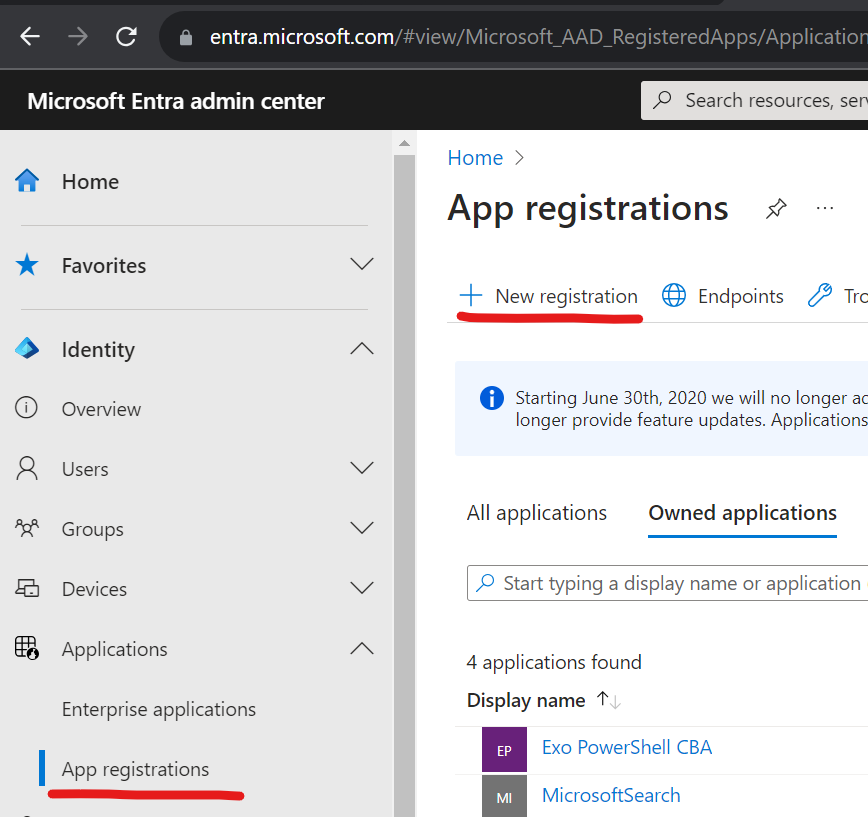 entra.microsoft.com/#view/Microsoft_AAD_RegisteredApps/Application
Microsoft Entra admin center
Search resources, ser
Home
Favorites
Identity
Overview
Users
Groups
Devices
Applications
Enterprise applications
App registrations
Home
App registrations
New registration Endpoints Tro
Starting June 30th, 2020 we will no longer ad
longer provide feature updates. Applications
All applications Owned applications
Start typing a display name or application
4 applications found
Display name
EP Exo PowerShell CBA
MI MicrosoftSearch